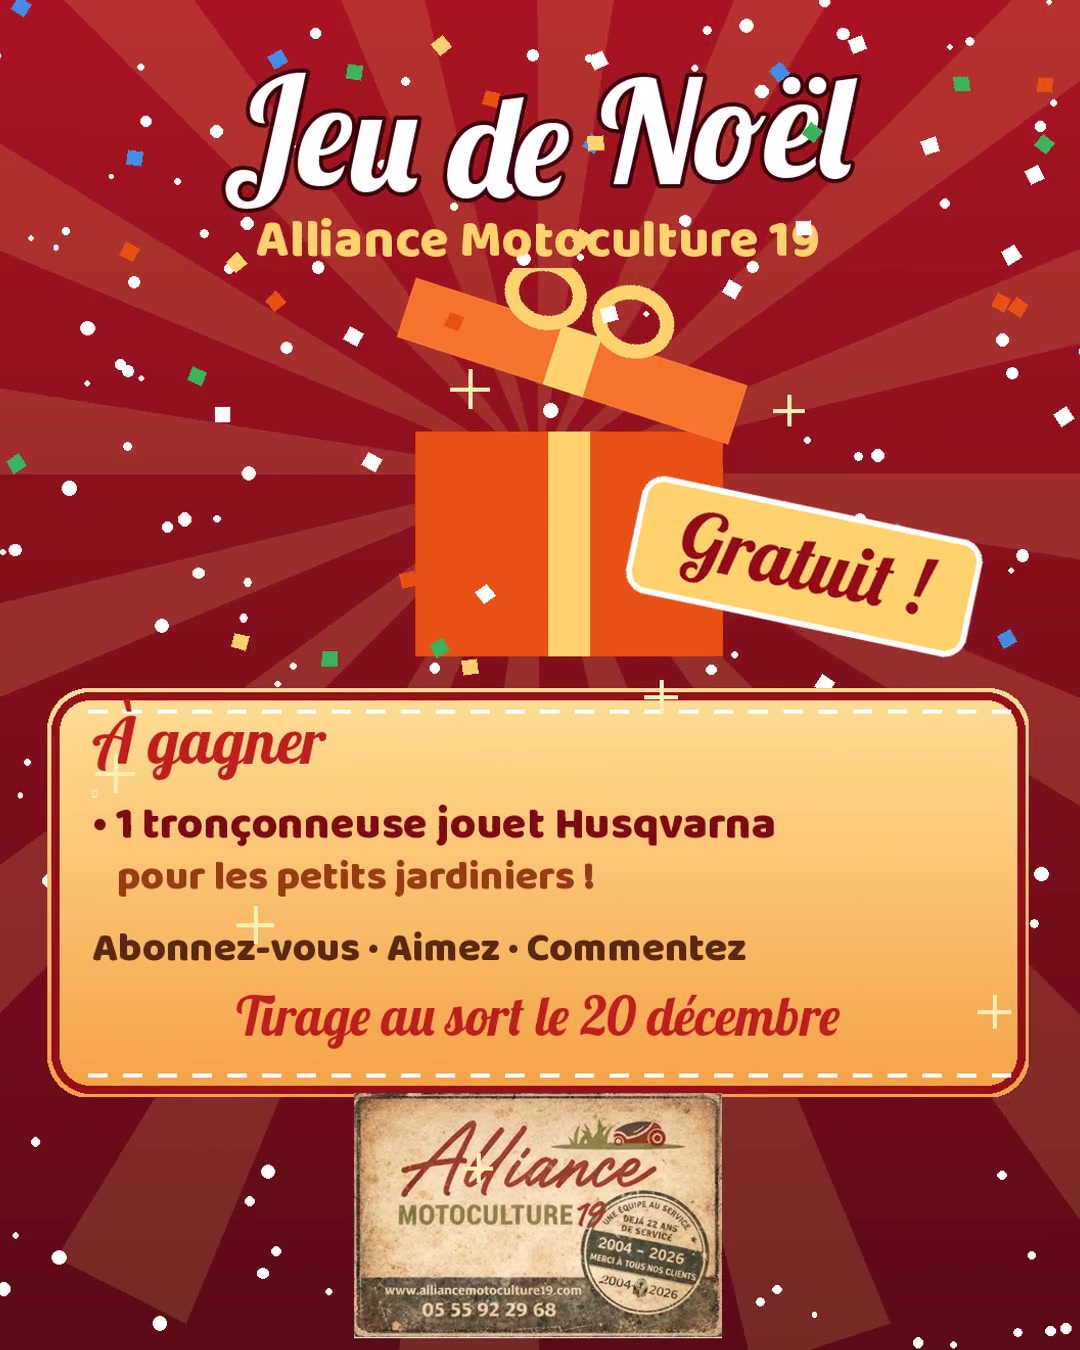 Jeu de Noël
Alliance Motoculture 19
Gratuit !
À gagner
• 1 tronçonneuse jouet Husqvarna
pour les petits jardiniers !
Abonnez-vous • Aimez • Commentez
Tirage au sort le 20 décembre
Alliance
MOTOCULTURE 19
UNE ÉQUIPE AU SERVICE
DEJÀ 22 ANS
DE SERVICE
2004 - 2026
MERCI À TOUS NOS CLIENTS
2004 2026
www.alliancemotoculture19.com
05 55 92 29 68